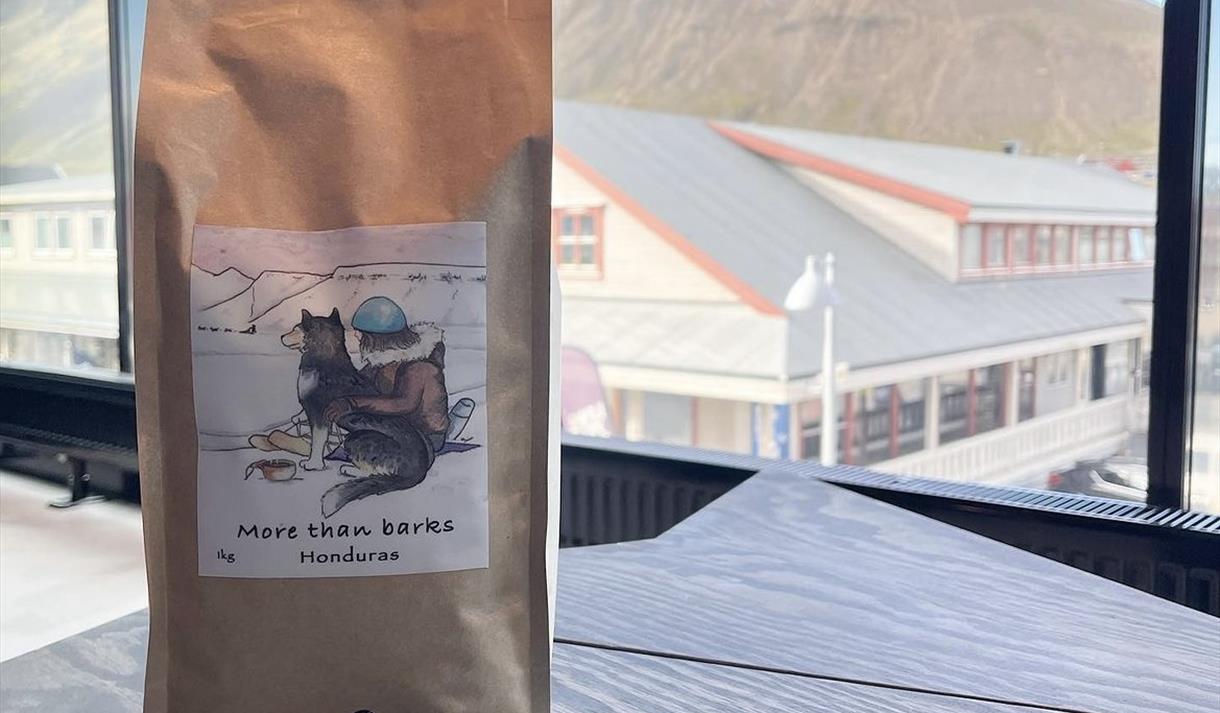 More than barks
1kg
Honduras